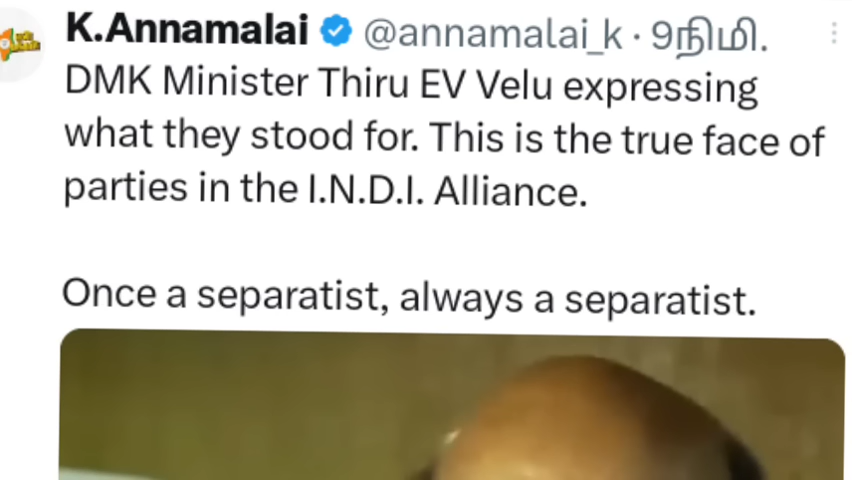 K.Annamalai @annamalai_k · 9நிமி.
DMK Minister Thiru EV Velu expressing
what they stood for. This is the true face of
parties in the I.N.D.I. Alliance.
Once a separatist, always a separatist.